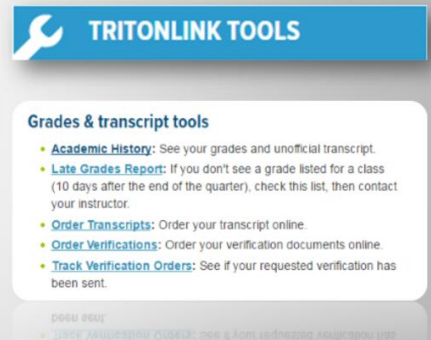 TRITONLINK TOOLS
Grades & transcript tools
• Academic History: See your grades and unofficial transcript.
• Late Grades Report: If you don't see a grade listed for a class
(10 days after the end of the quarter), check this list, then contact
your instructor.
• Order Transcripts: Order your transcript online.
• Order Verifications: Order your verification documents online.
• Track Verification Orders: See if your requested verification has
been sent.